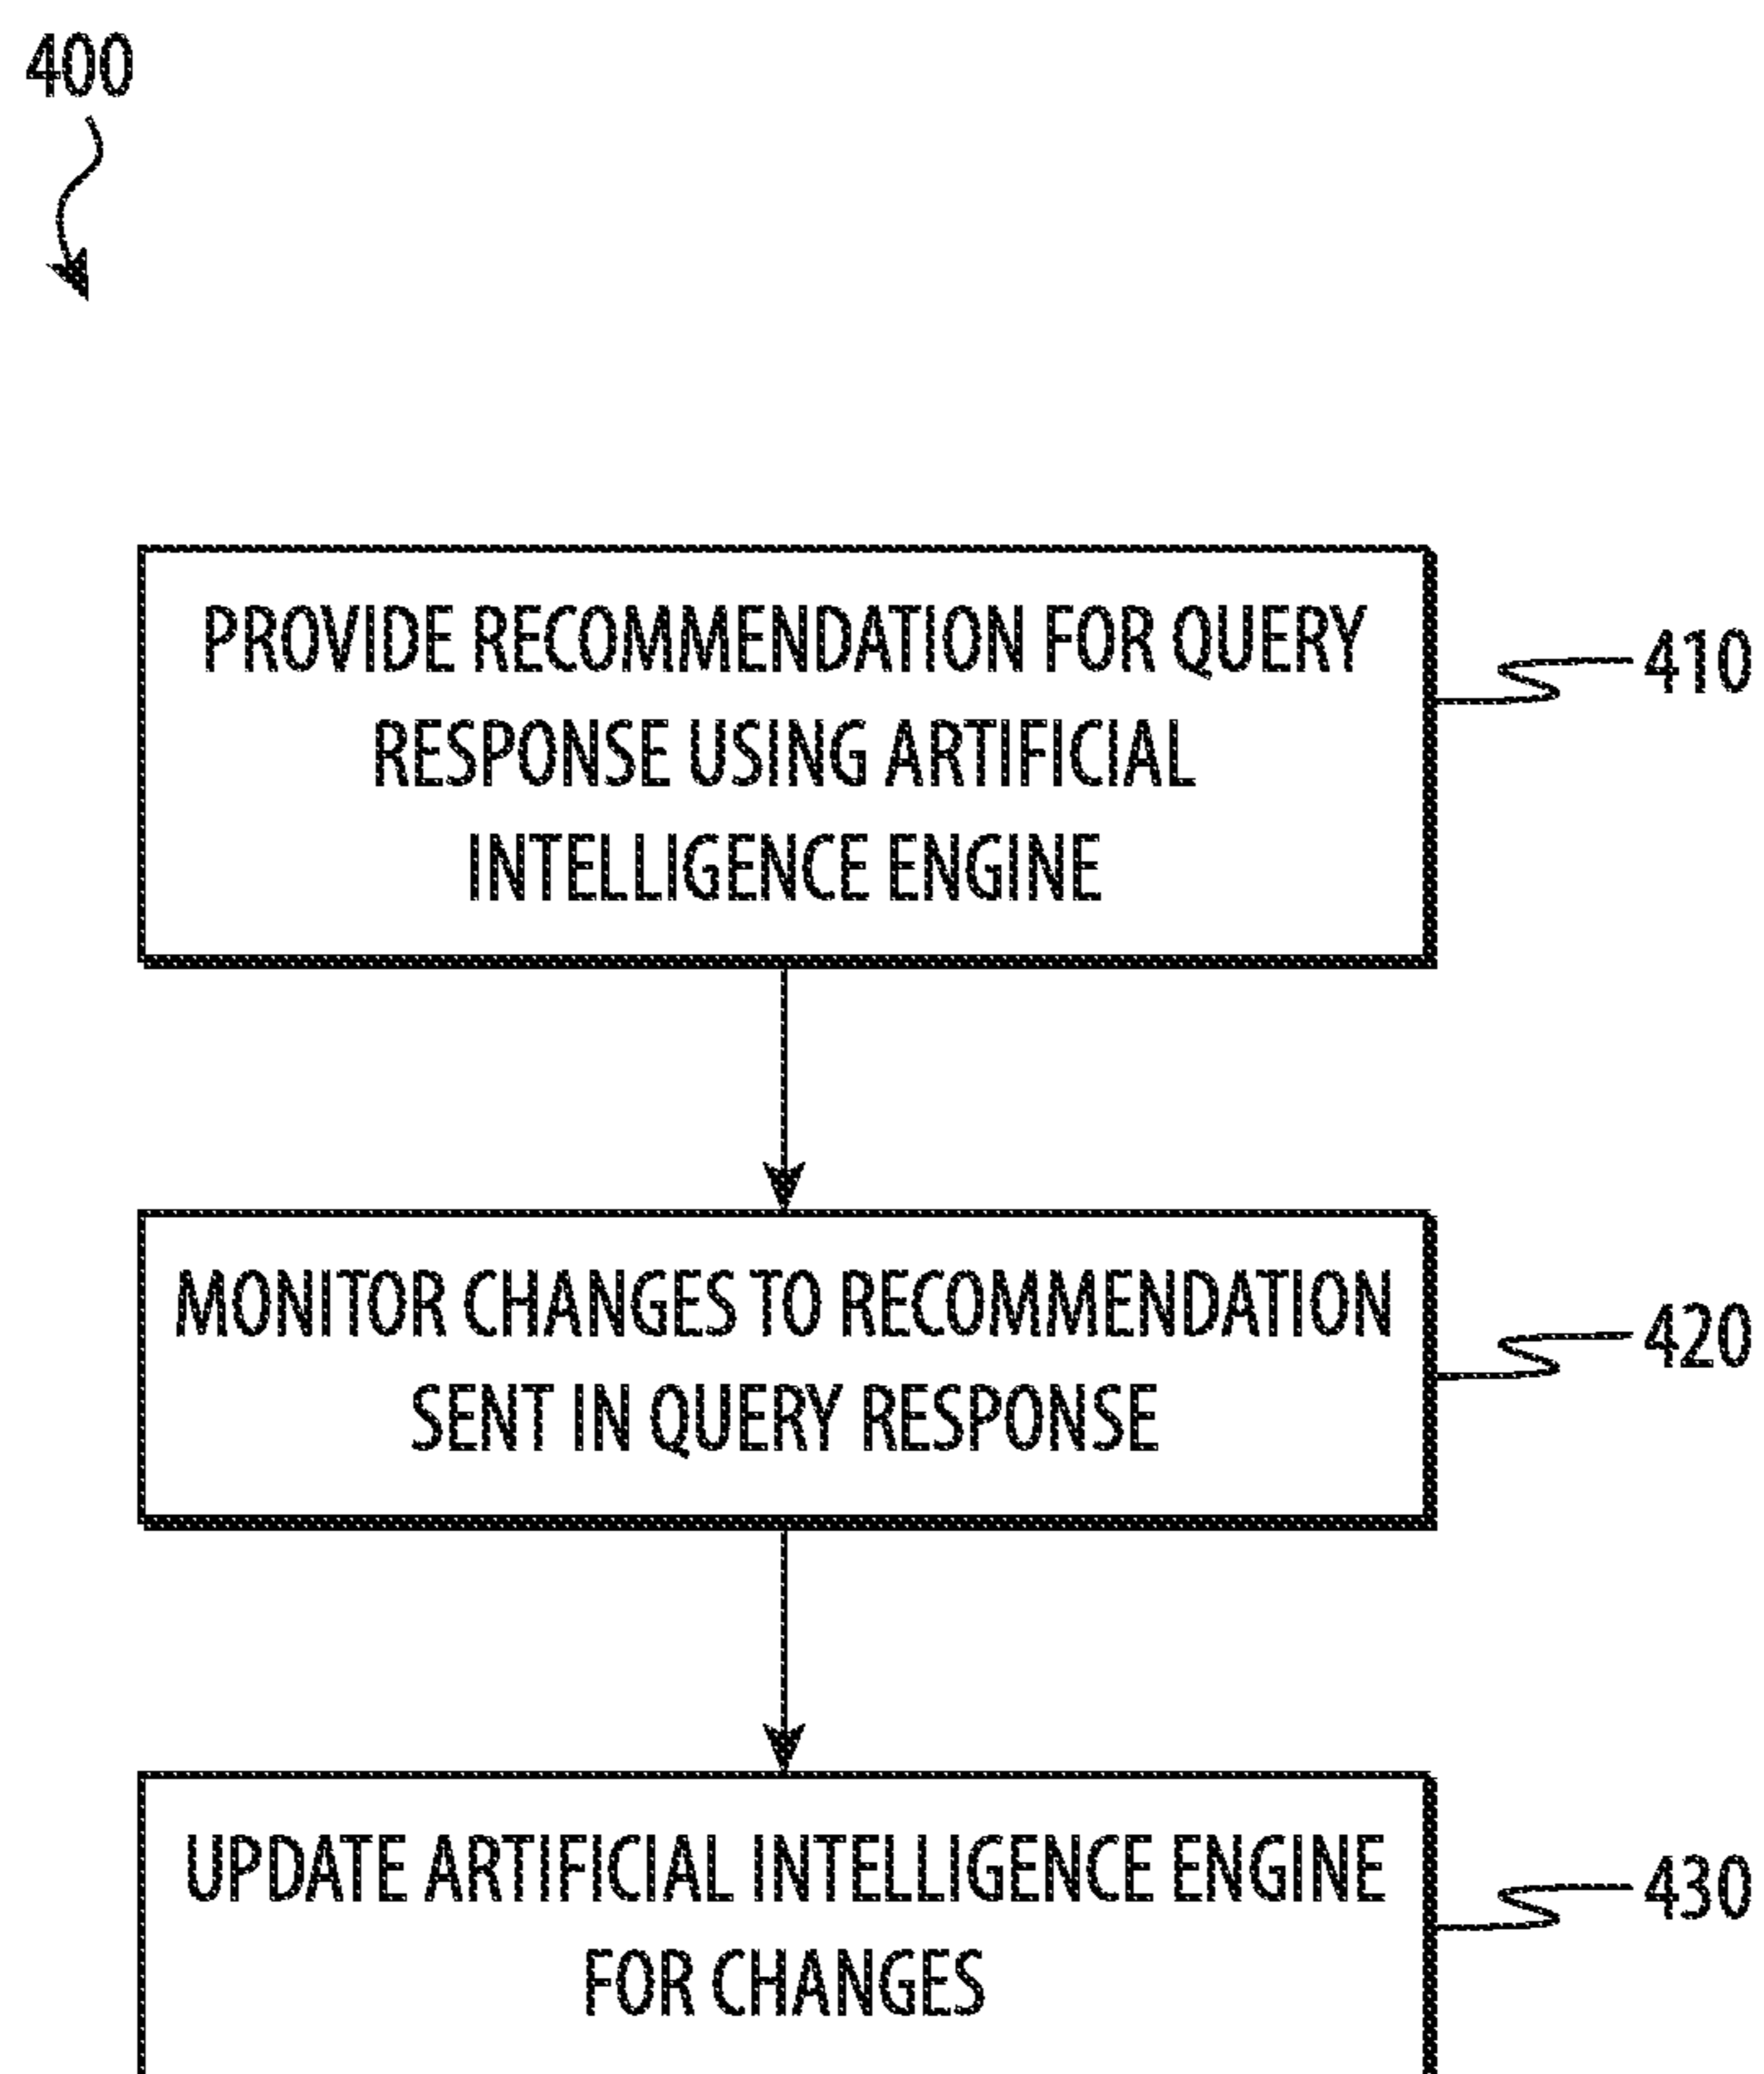 400
PROVIDE RECOMMENDATION FOR QUERY
RESPONSE USING ARTIFICIAL
INTELLIGENCE ENGINE
410
MONITOR CHANGES TO RECOMMENDATION
SENT IN QUERY RESPONSE
420
UPDATE ARTIFICIAL INTELLIGENCE ENGINE
FOR CHANGES
430